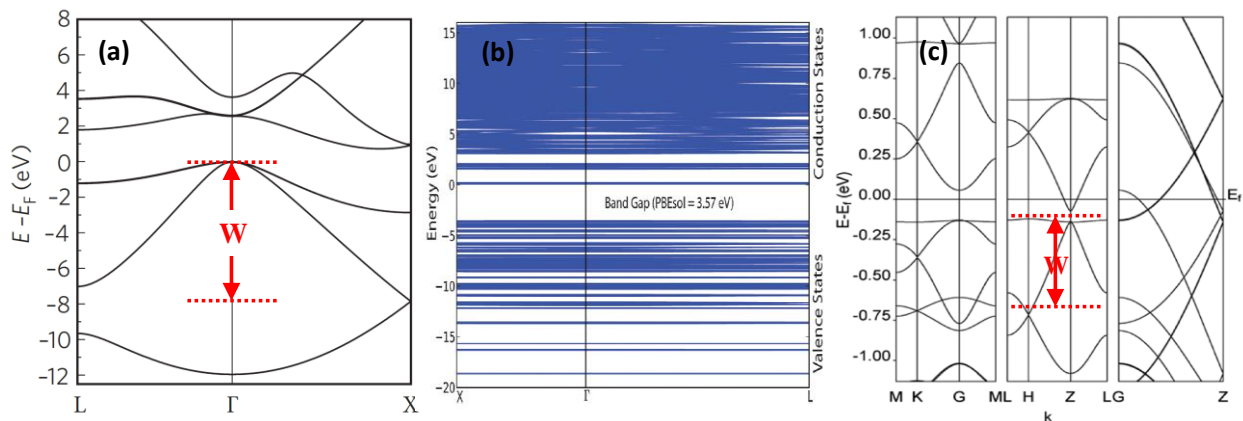 (a)
8
6
4
2
0
−2
−4
−6
−8
−10
−12
E -E_F (eV)
W
L Γ X
(b)
15
10
5
0
−5
−10
−15
−20
Energy (eV)
Band Gap (PBEsol = 3.57 eV)
Conduction States
Valence States
X Γ L
(c)
1.00
0.75
0.50
0.25
0.00
-0.25
-0.50
-0.75
-1.00
E-E_f (eV)
E_f
W
M K G M L H Z L G Z
k